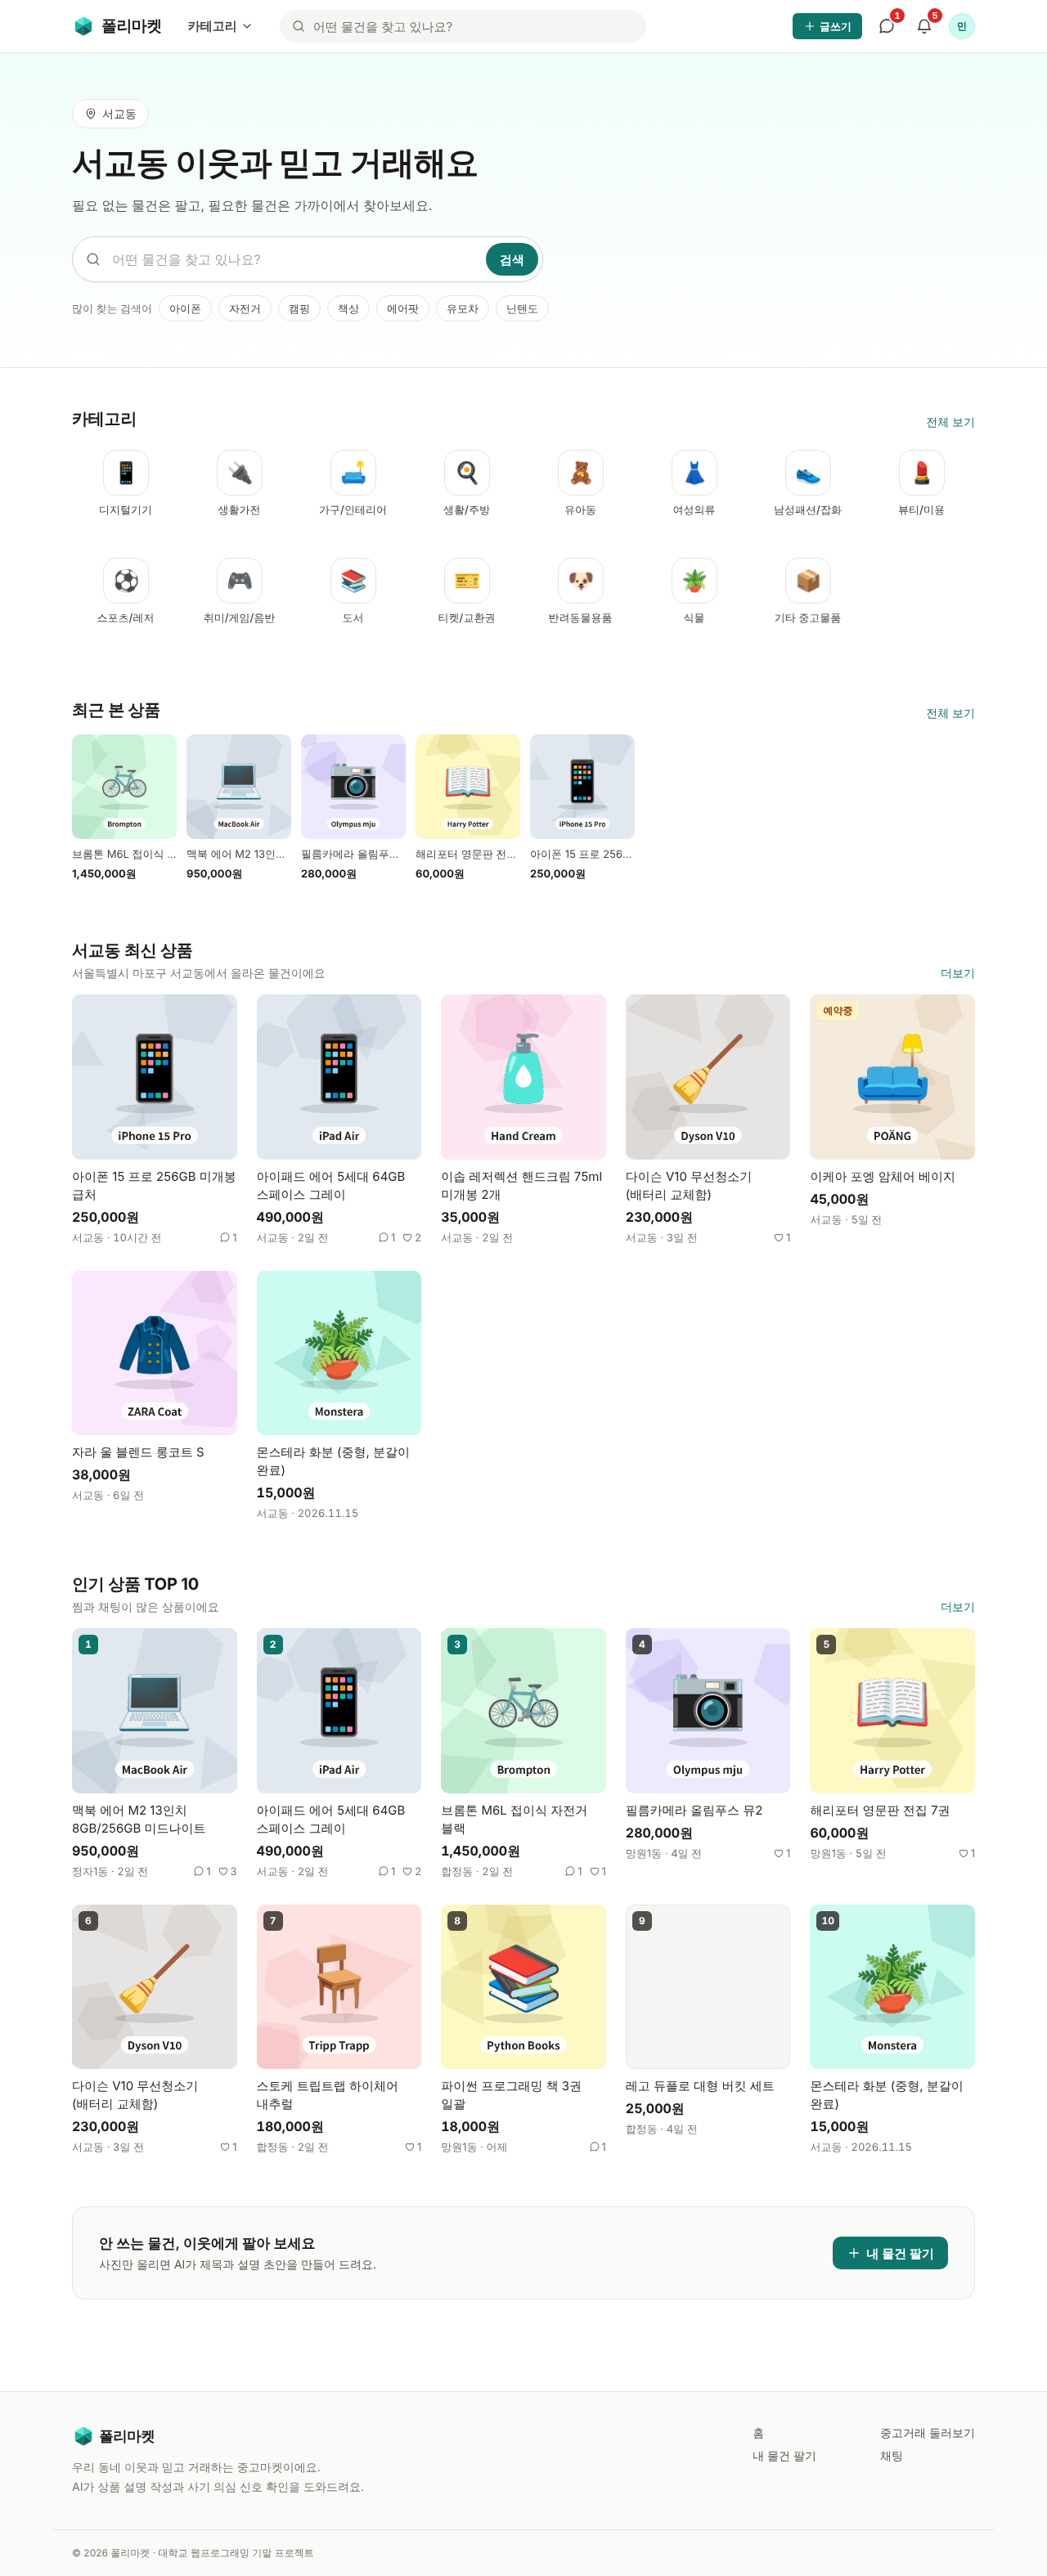 폴리마켓
카테고리
어떤 물건을 찾고 있나요?
글쓰기
1
5
민
서교동
서교동 이웃과 믿고 거래해요
필요 없는 물건은 팔고, 필요한 물건은 가까이에서 찾아보세요.
어떤 물건을 찾고 있나요?
검색
많이 찾는 검색어 아이폰 자전거 캠핑 책상 에어팟 유모차 닌텐도
카테고리
전체 보기
디지털기기 생활가전 가구/인테리어 생활/주방 유아동 여성의류 남성패션/잡화 뷰티/미용
스포츠/레저 취미/게임/음반 도서 티켓/교환권 반려동물용품 식물 기타 중고물품
최근 본 상품
전체 보기
Brompton MacBook Air Olympus mju Harry Potter iPhone 15 Pro
브롬톤 M6L 접이식 ... 맥북 에어 M2 13인... 필름카메라 올림푸... 해리포터 영문판 전... 아이폰 15 프로 256...
1,450,000원 950,000원 280,000원 60,000원 250,000원
서교동 최신 상품
서울특별시 마포구 서교동에서 올라온 물건이에요
더보기
iPhone 15 Pro
아이폰 15 프로 256GB 미개봉
급처
250,000원
서교동 · 10시간 전 1
iPad Air
아이패드 에어 5세대 64GB
스페이스 그레이
490,000원
서교동 · 2일 전 1 2
Hand Cream
이솝 레저렉션 핸드크림 75ml
미개봉 2개
35,000원
서교동 · 2일 전
Dyson V10
다이슨 V10 무선청소기
(배터리 교체함)
230,000원
서교동 · 3일 전 1
예약중
POÄNG
이케아 포엥 암체어 베이지
45,000원
서교동 · 5일 전
ZARA Coat
자라 울 블렌드 롱코트 S
38,000원
서교동 · 6일 전
Monstera
몬스테라 화분 (중형, 분갈이
완료)
15,000원
서교동 · 2026.11.15
인기 상품 TOP 10
찜과 채팅이 많은 상품이에요
더보기
1
MacBook Air
맥북 에어 M2 13인치
8GB/256GB 미드나이트
950,000원
정자1동 · 2일 전 1 3
2
iPad Air
아이패드 에어 5세대 64GB
스페이스 그레이
490,000원
서교동 · 2일 전 1 2
3
Brompton
브롬톤 M6L 접이식 자전거
블랙
1,450,000원
합정동 · 2일 전 1 1
4
Olympus mju
필름카메라 올림푸스 뮤2
280,000원
망원1동 · 4일 전 1
5
Harry Potter
해리포터 영문판 전집 7권
60,000원
망원1동 · 5일 전 1
6
Dyson V10
다이슨 V10 무선청소기
(배터리 교체함)
230,000원
서교동 · 3일 전 1
7
Tripp Trapp
스토케 트립트랩 하이체어
내추럴
180,000원
합정동 · 2일 전 1
8
Python Books
파이썬 프로그래밍 책 3권
일괄
18,000원
망원1동 · 어제 1
9
레고 듀플로 대형 버킷 세트
25,000원
합정동 · 4일 전
10
Monstera
몬스테라 화분 (중형, 분갈이
완료)
15,000원
서교동 · 2026.11.15
안 쓰는 물건, 이웃에게 팔아 보세요
사진만 올리면 AI가 제목과 설명 초안을 만들어 드려요.
내 물건 팔기
폴리마켓
우리 동네 이웃과 믿고 거래하는 중고마켓이에요.
AI가 상품 설명 작성과 사기 의심 신호 확인을 도와드려요.
홈 중고거래 둘러보기
내 물건 팔기 채팅
© 2026 폴리마켓 · 대학교 웹프로그래밍 기말 프로젝트